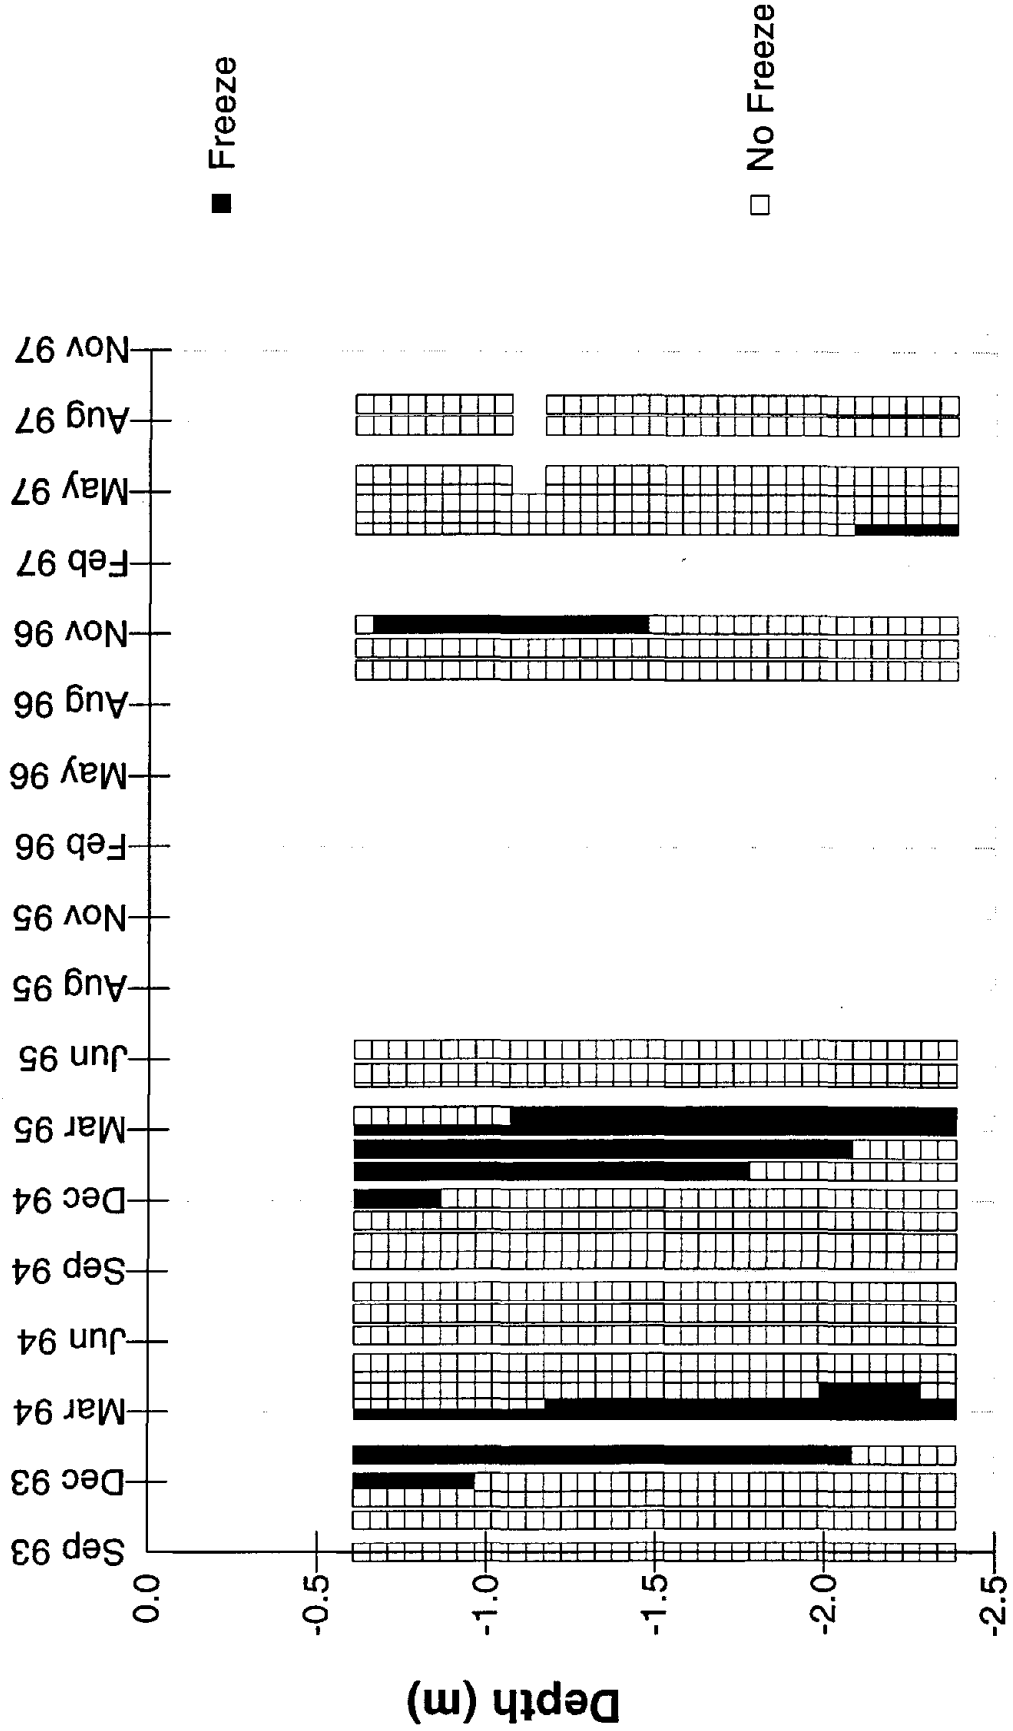 Sep 93
Dec 93
Mar 94
Jun 94
Sep 94
Dec 94
Mar 95
Jun 95
Aug 95
Nov 95
Feb 96
May 96
Aug 96
Nov 96
Feb 97
May 97
Aug 97
Nov 97
0.0
-0.5
-1.0
-1.5
-2.0
-2.5
Depth (m)
Freeze
No Freeze